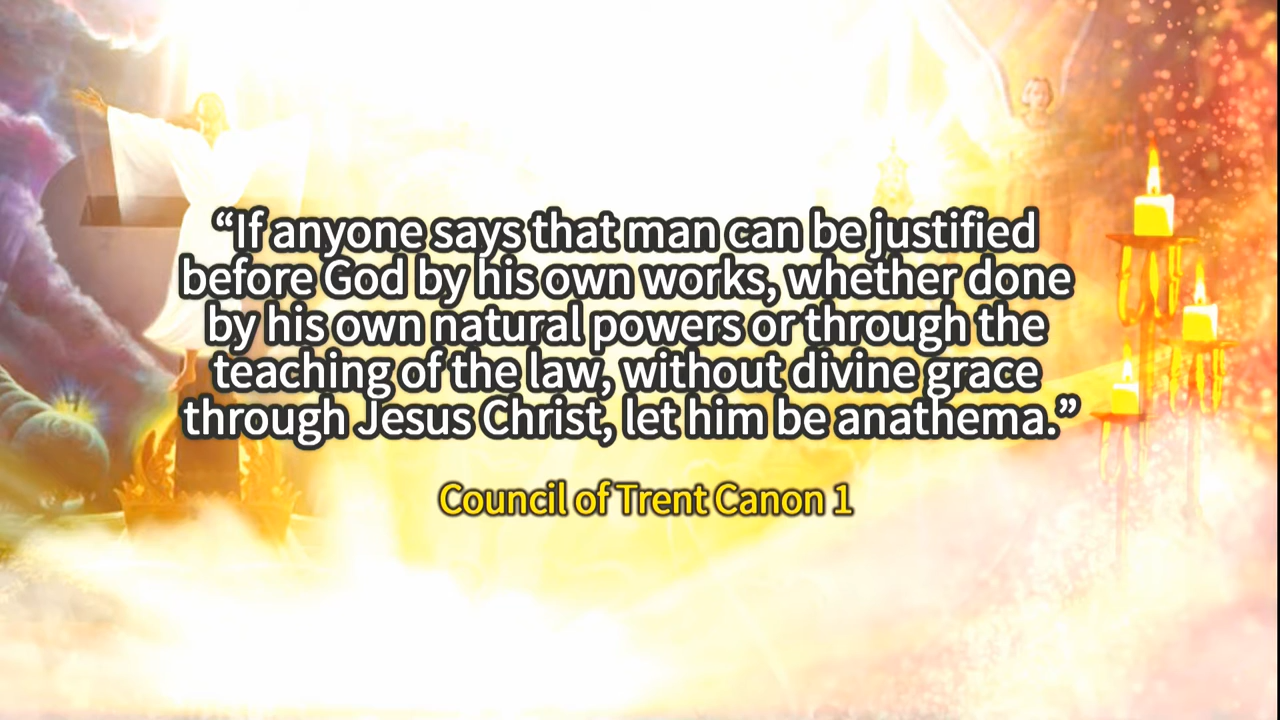 “If anyone says that man can be justified
before God by his own works, whether done
by his own natural powers or through the
teaching of the law, without divine grace
through Jesus Christ, let him be anathema.”
Council of Trent Canon 1